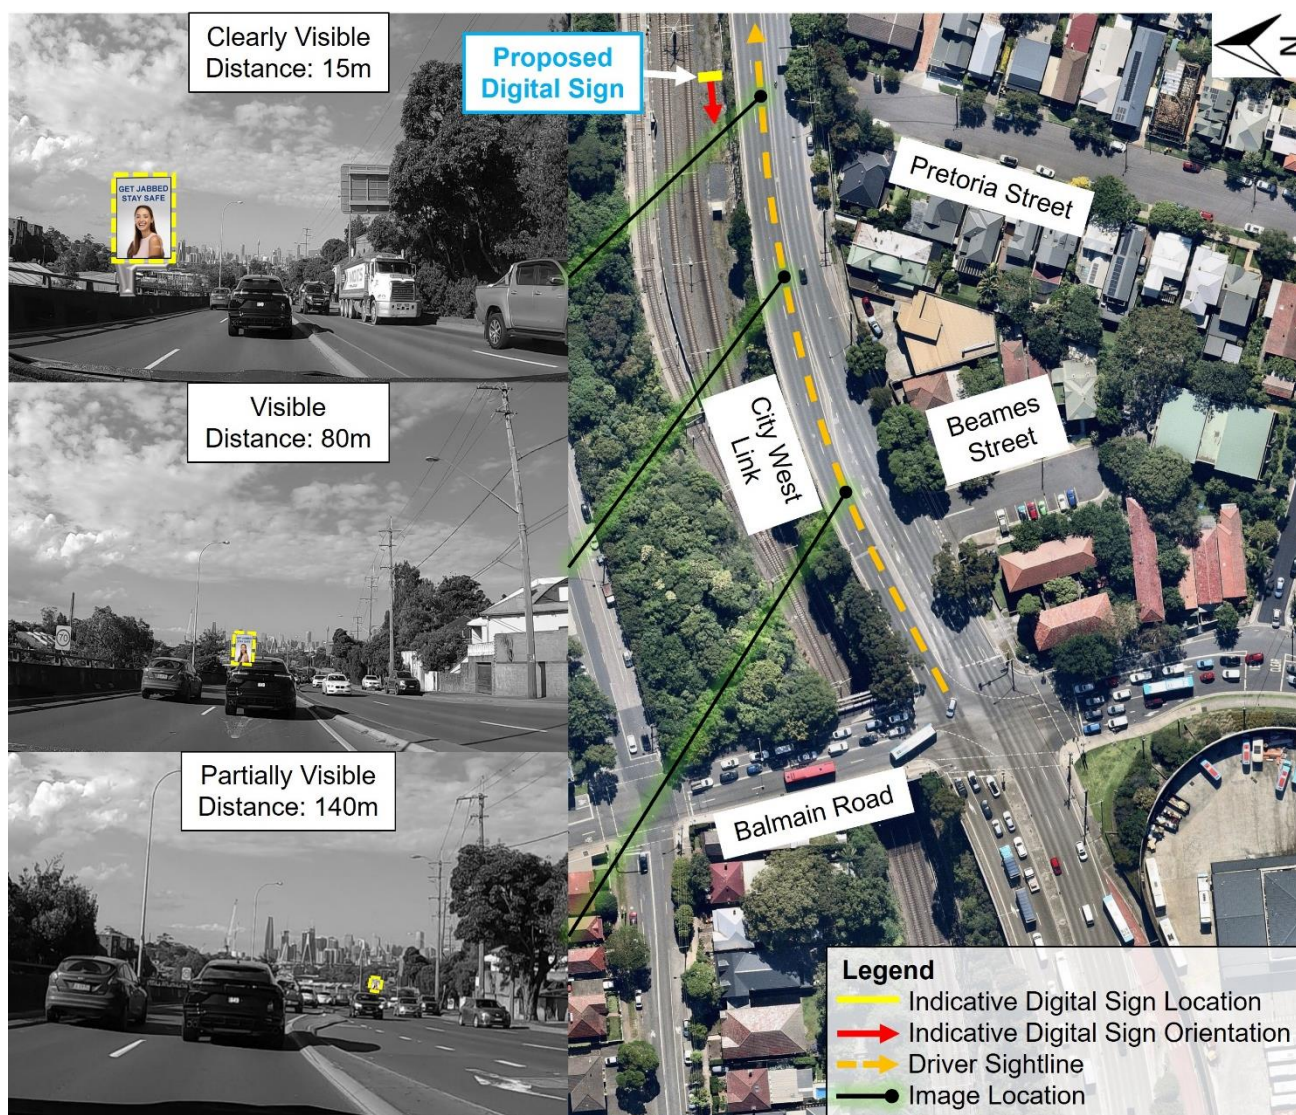 Clearly Visible
Distance: 15m
GET JABBED
STAY SAFE
Visible
Distance: 80m
70
Partially Visible
Distance: 140m
Proposed
Digital Sign
N
Pretoria Street
City West
Link
Beames
Street
Balmain Road
Legend
Indicative Digital Sign Location
Indicative Digital Sign Orientation
Driver Sightline
Image Location